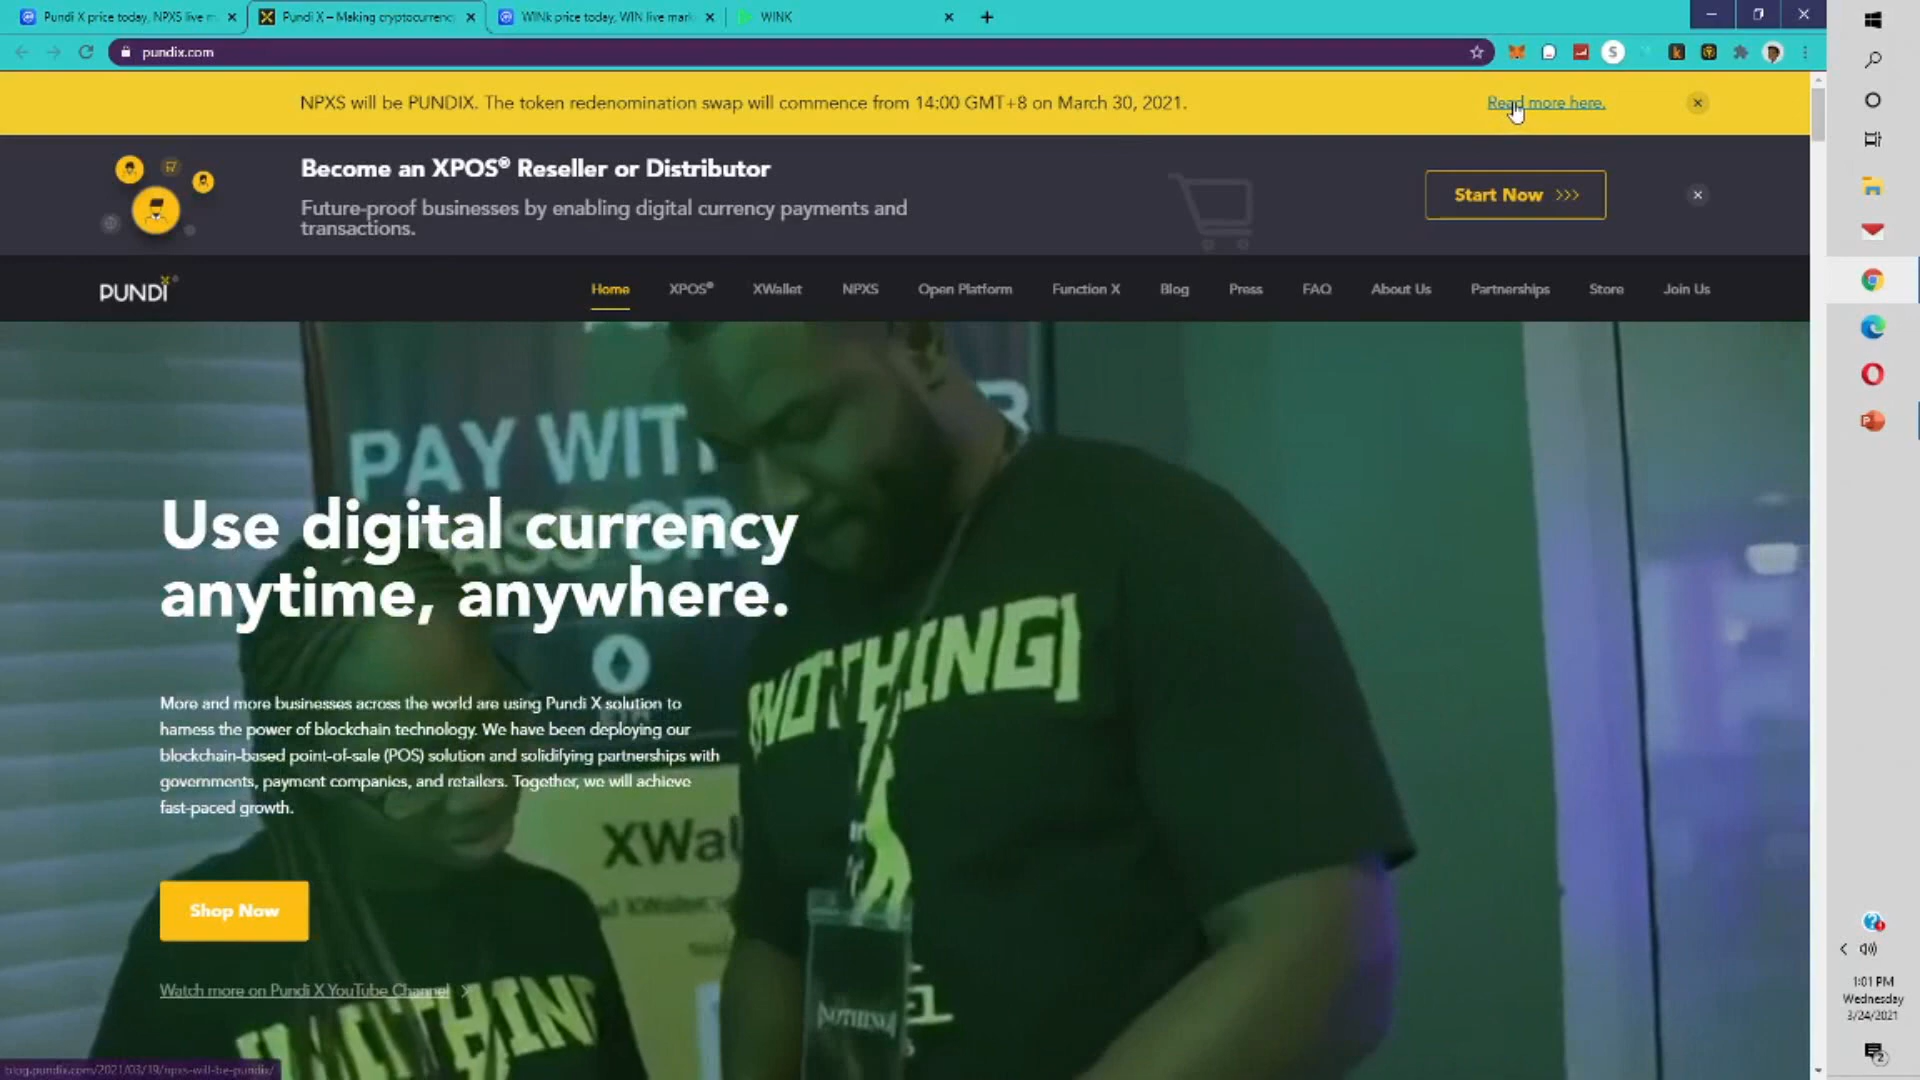 Pundi X price today, NPXS live m
Pundi X – Making cryptocurrency
WINk price today, WIN live mark
WINK
pundix.com
NPXS will be PUNDIX. The token redenomination swap will commence from 14:00 GMT+8 on March 30, 2021.
Read more here.
Become an XPOS® Reseller or Distributor
Future-proof businesses by enabling digital currency payments and
transactions.
Start Now >>>
PUNDI X
Home
XPOS®
XWallet
NPXS
Open Platform
Function X
Blog
Press
FAQ
About Us
Partnerships
Store
Join Us
PAY WIT
Use digital currency
anytime, anywhere.
More and more businesses across the world are using Pundi X solution to
harness the power of blockchain technology. We have been deploying our
blockchain-based point-of-sale (POS) solution and solidifying partnerships with
governments, payment companies, and retailers. Together, we will achieve
fast-paced growth.
XWal
Shop Now
Watch more on Pundi X YouTube Channel
NOTHING
blog.pundix.com/2021/03/19/npxs-will-be-pundix/
1:01 PM
Wednesday
3/24/2021
2